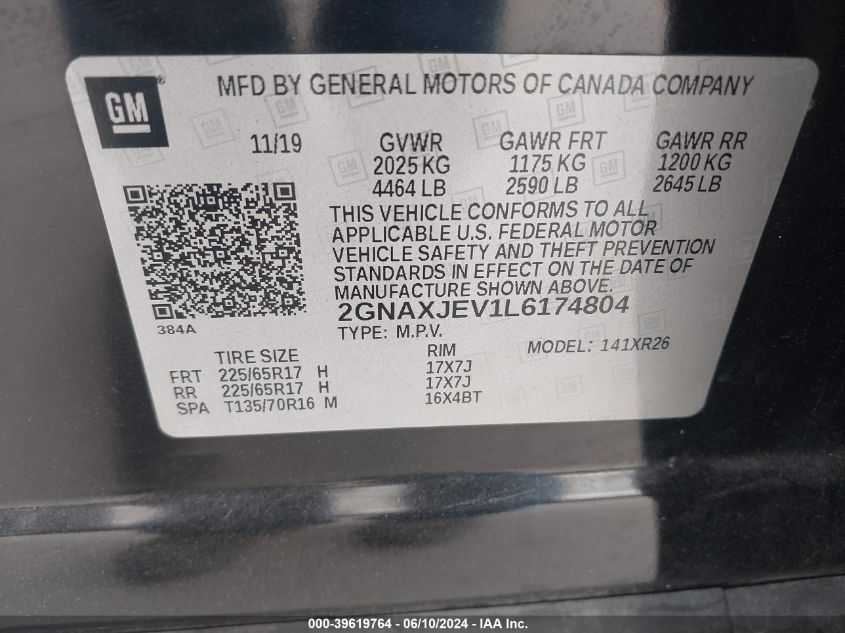 GM ®
MFD BY GENERAL MOTORS OF CANADA COMPANY
11/19 GVWR GAWR FRT GAWR RR
2025 KG 1175 KG 1200 KG
4464 LB 2590 LB 2645 LB
THIS VEHICLE CONFORMS TO ALL
APPLICABLE U.S. FEDERAL MOTOR
VEHICLE SAFETY AND THEFT PREVENTION
STANDARDS IN EFFECT ON THE DATE OF
MANUFACTURE SHOWN ABOVE.
2GNAXJEV1L6174804
384A
TYPE: M.P.V.
TIRE SIZE RIM MODEL: 141XR26
FRT 225/65R17 H 17X7J
RR 225/65R17 H 17X7J
SPA T135/70R16 M 16X4BT
000-39619764 - 06/10/2024 - IAA Inc.